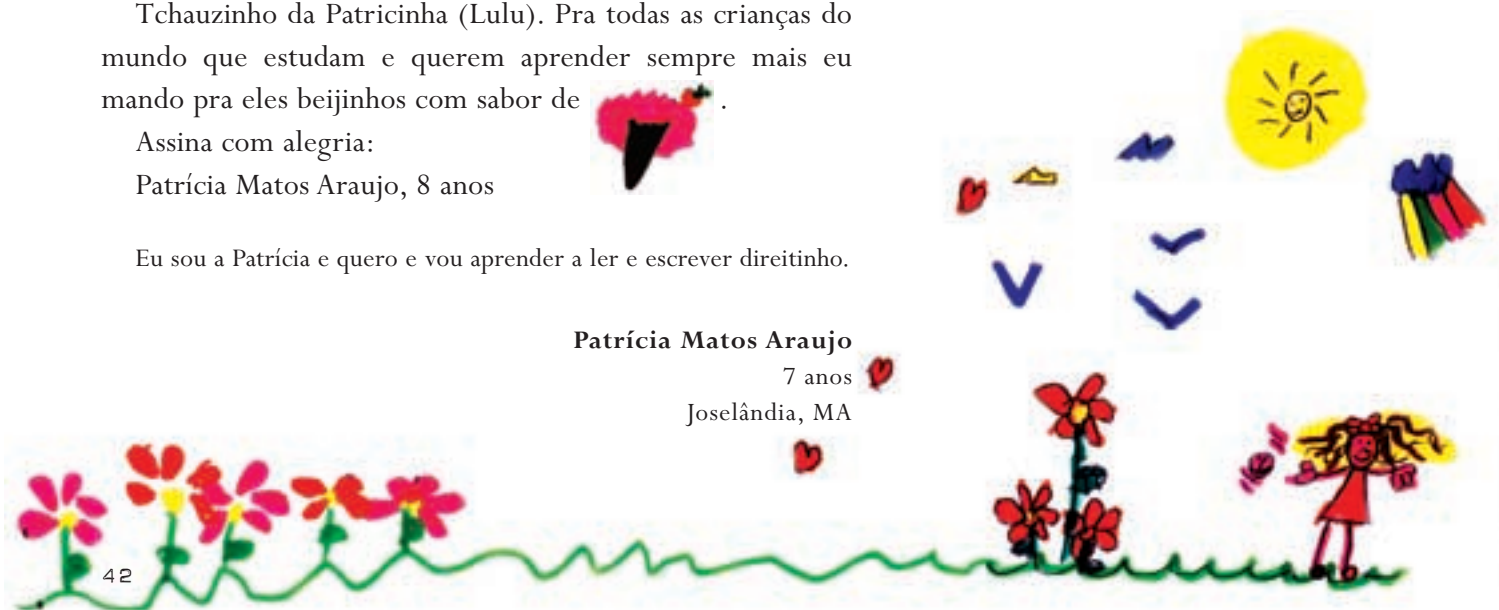 Tchauzinho da Patricinha (Lulu). Pra todas as crianças do
mundo que estudam e querem aprender sempre mais eu
mando pra eles beijinhos com sabor de .
Assina com alegria:
Patrícia Matos Araujo, 8 anos
Eu sou a Patrícia e quero e vou aprender a ler e escrever direitinho.
Patrícia Matos Araujo
7 anos
Joselândia, MA
42